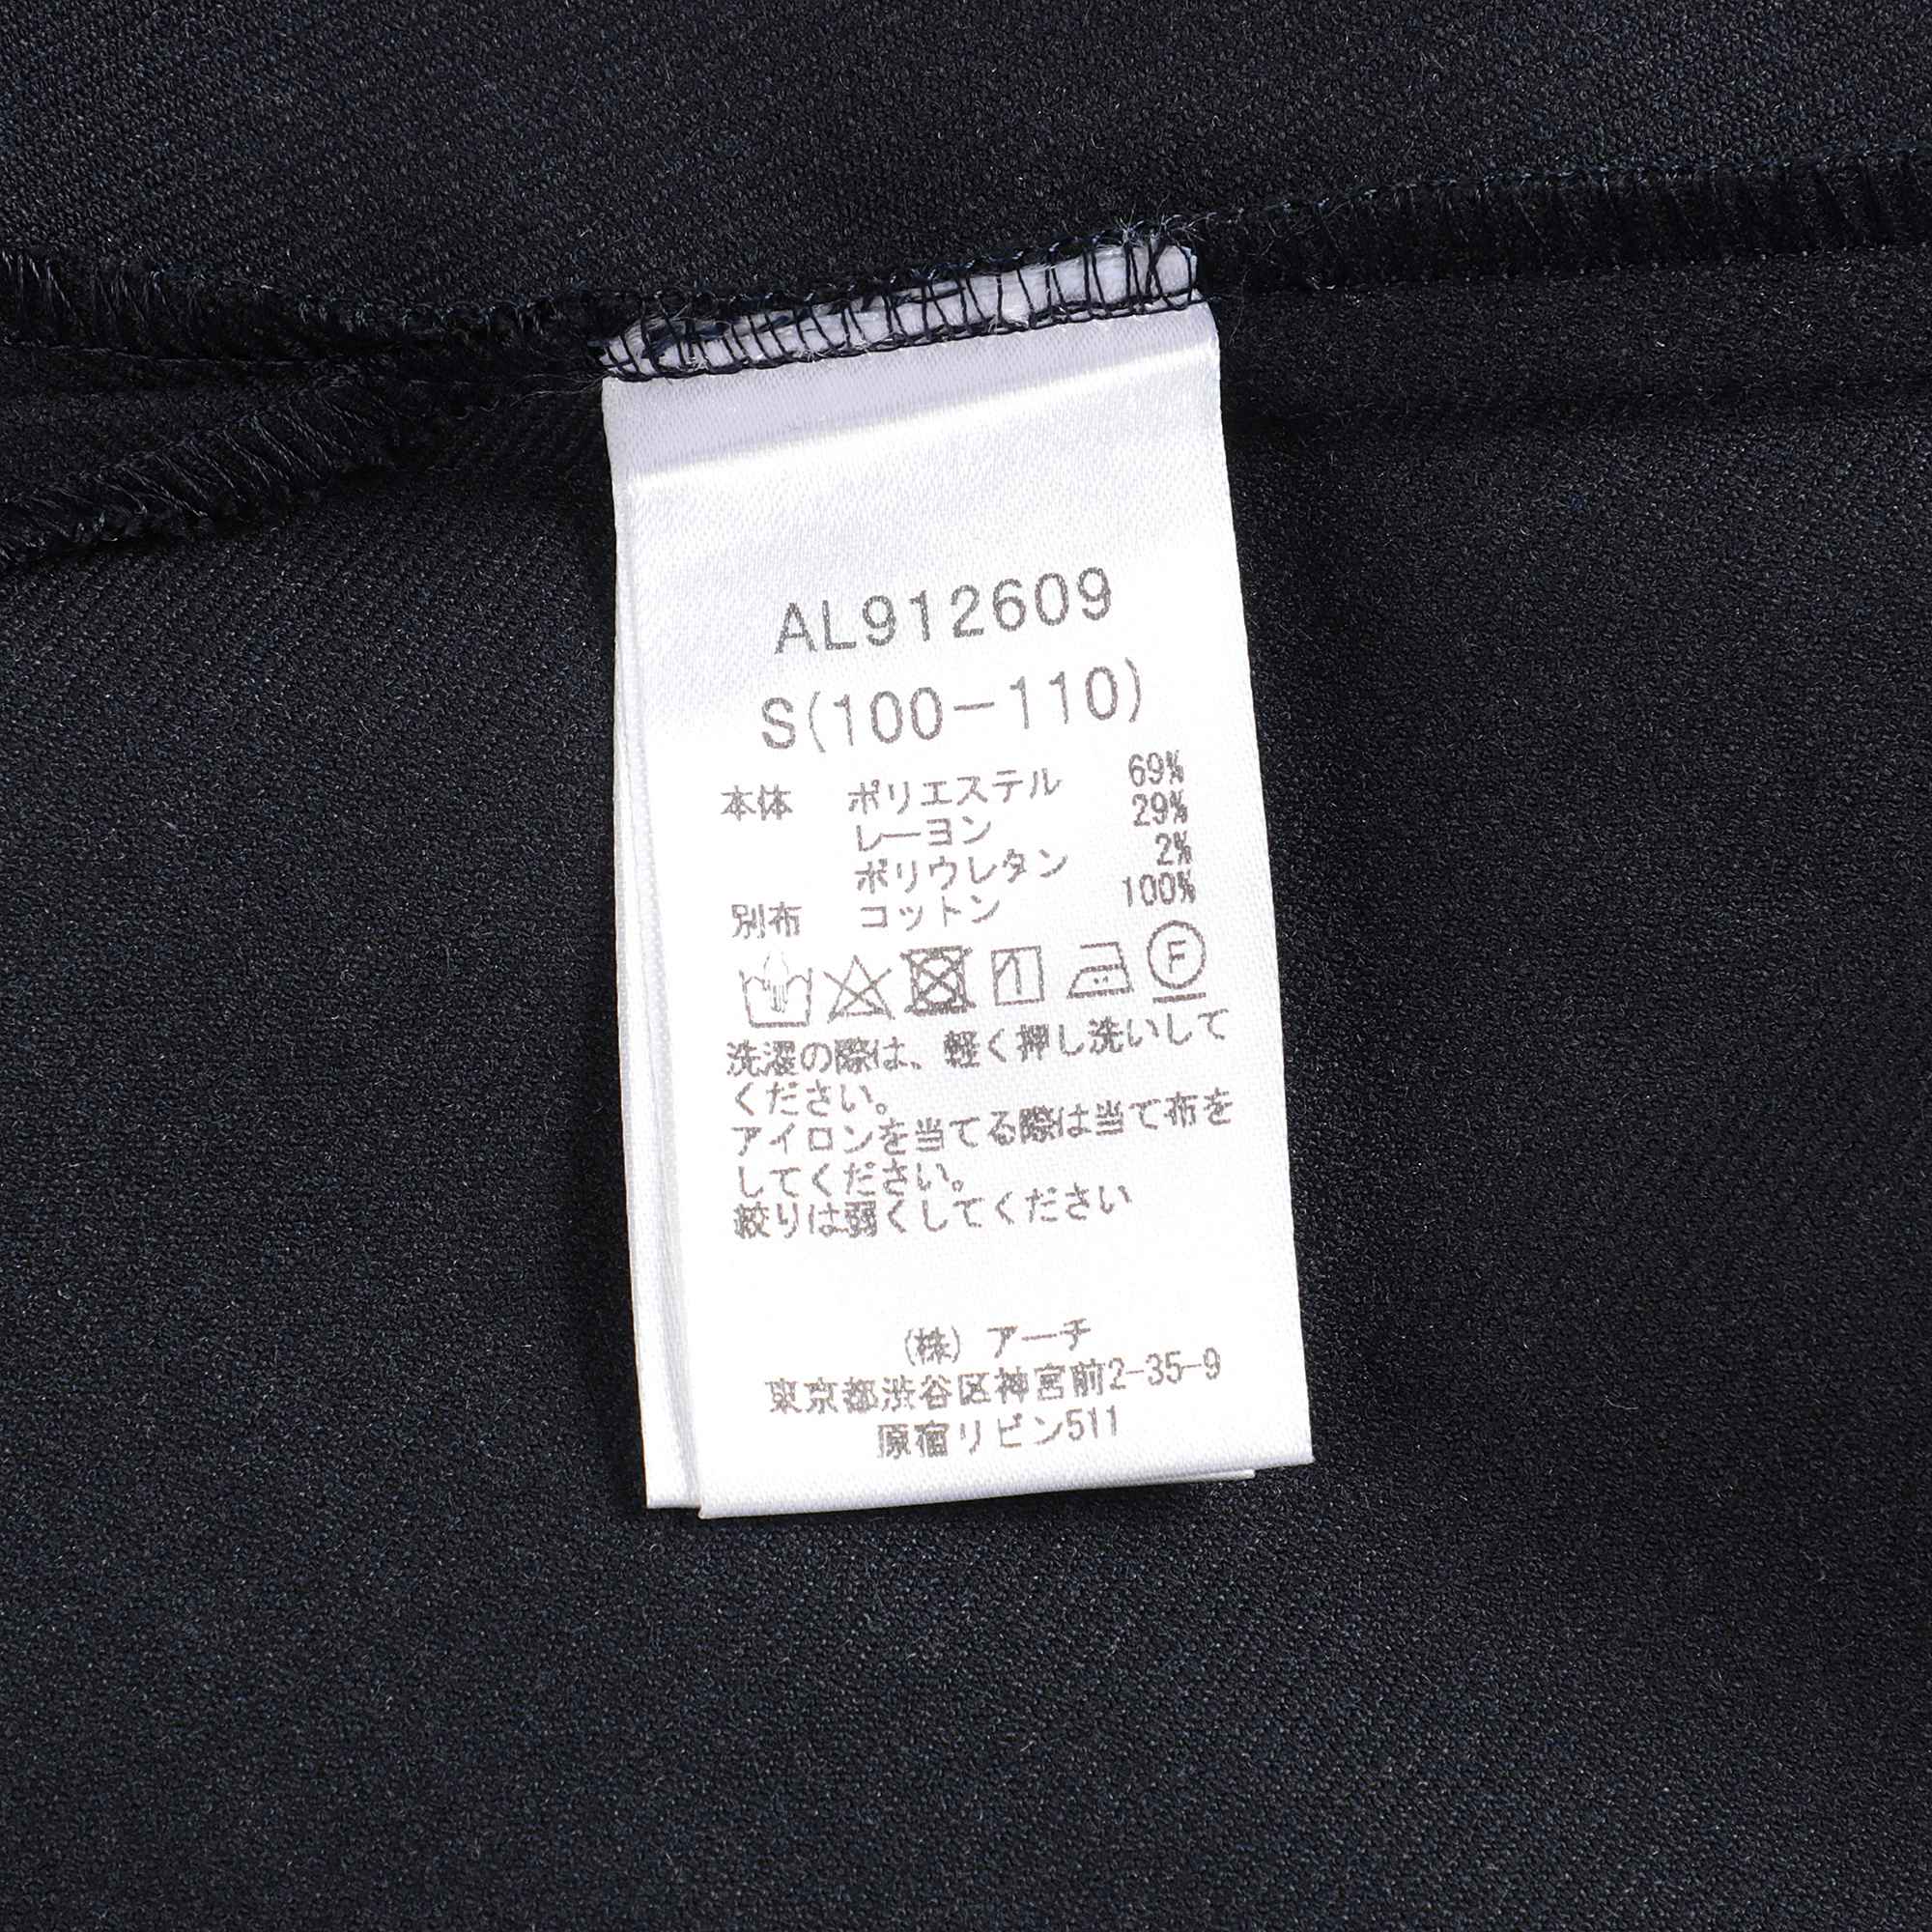 AL912609
S(100-110)
本体 ポリエステル 69%
レーヨン 29%
ポリウレタン 2%
別布 コットン 100%
F
洗濯の際は、軽く押し洗いして
ください。
アイロンを当てる際は当て布を
してください。
絞りは弱くしてください
(株) アーチ
東京都渋谷区神宮前2-35-9
原宿リビン511